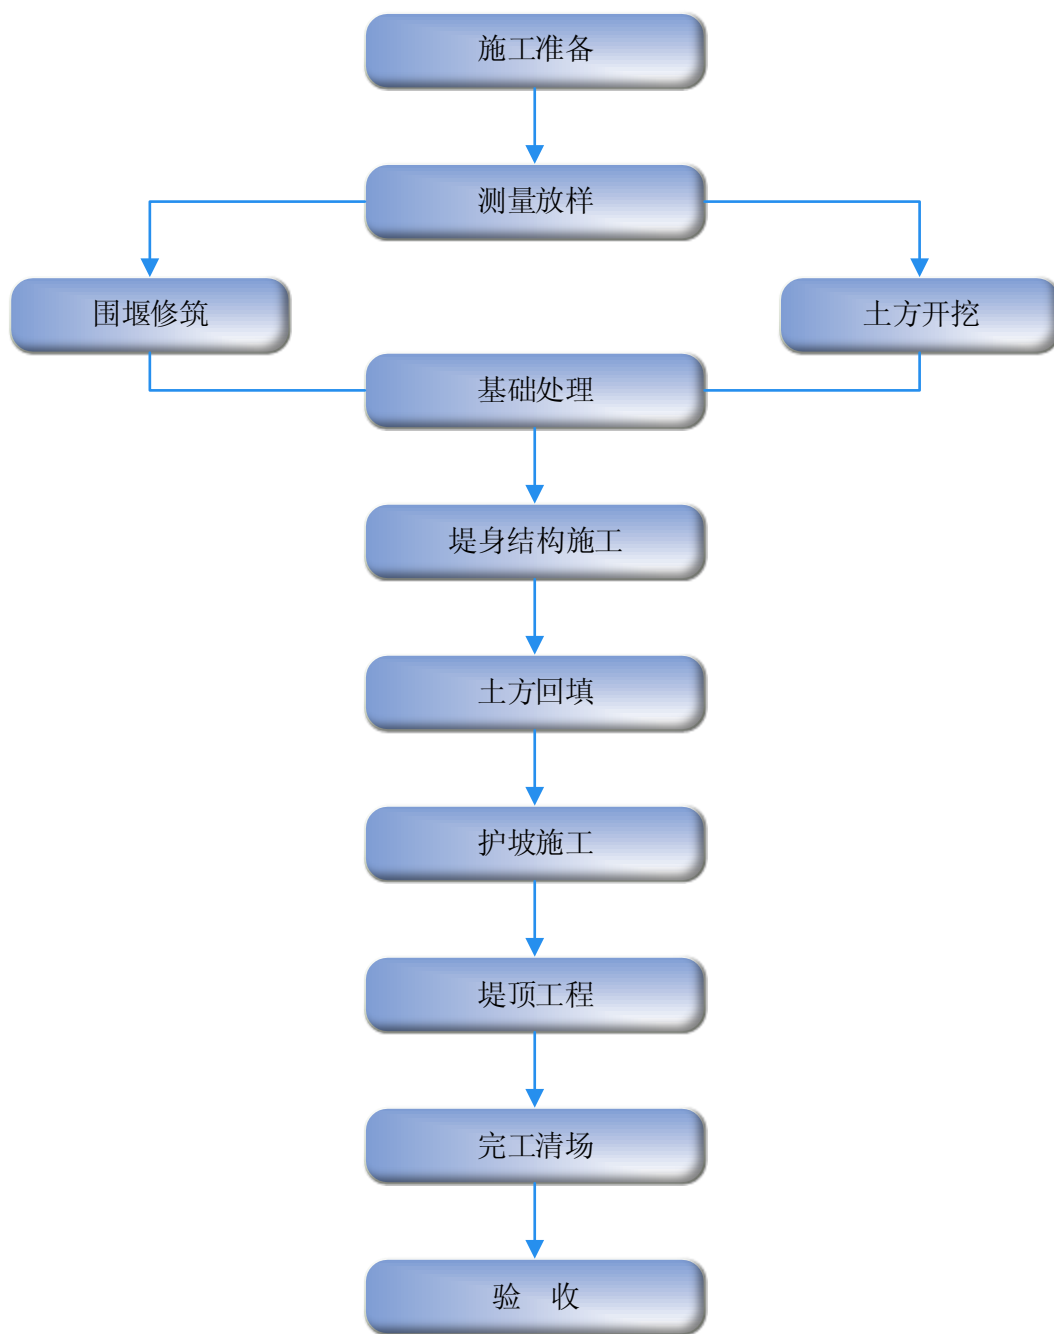 施工准备
测量放样
围堰修筑
土方开挖
基础处理
堤身结构施工
土方回填
护坡施工
堤顶工程
完工清场
验　收